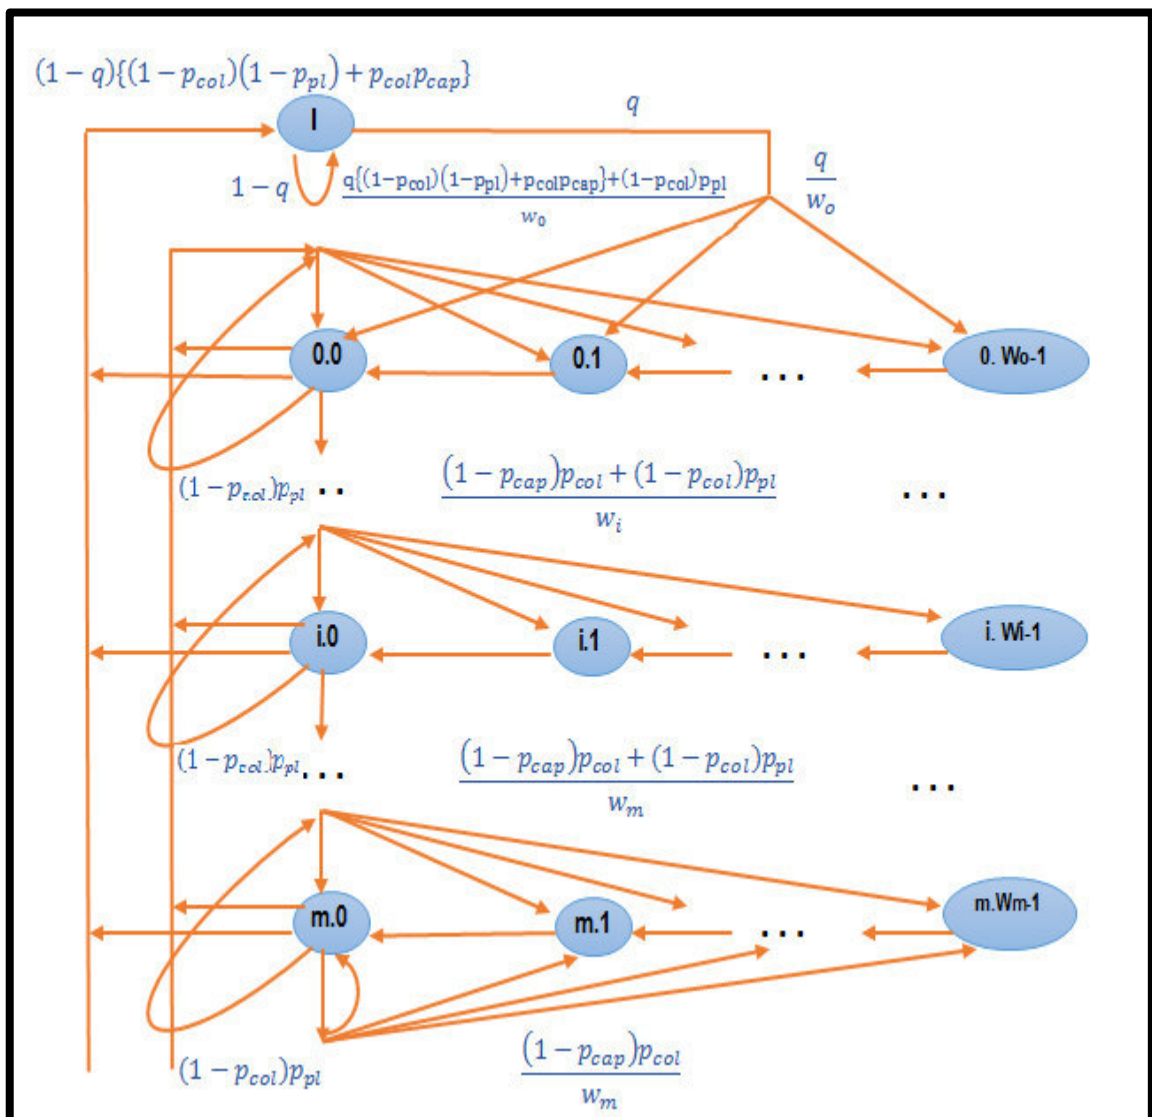 (1 − q){(1 − p_col)(1 − p_pl) + p_col p_cap}
I
q
1 − q
q{(1−p_col)(1−p_pl)+p_col p_cap}+(1−p_col)p_pl
w_0
q
w_o
0.0
0.1
...
0. Wo-1
(1 − p_col)p_pl ..
(1 − p_cap)p_col + (1 − p_col)p_pl
w_i
...
i.0
i.1
...
i. Wi-1
(1 − p_col)p_pl ...
(1 − p_cap)p_col + (1 − p_col)p_pl
w_m
...
m.0
m.1
...
m.Wm-1
(1 − p_col)p_pl
(1 − p_cap)p_col
w_m